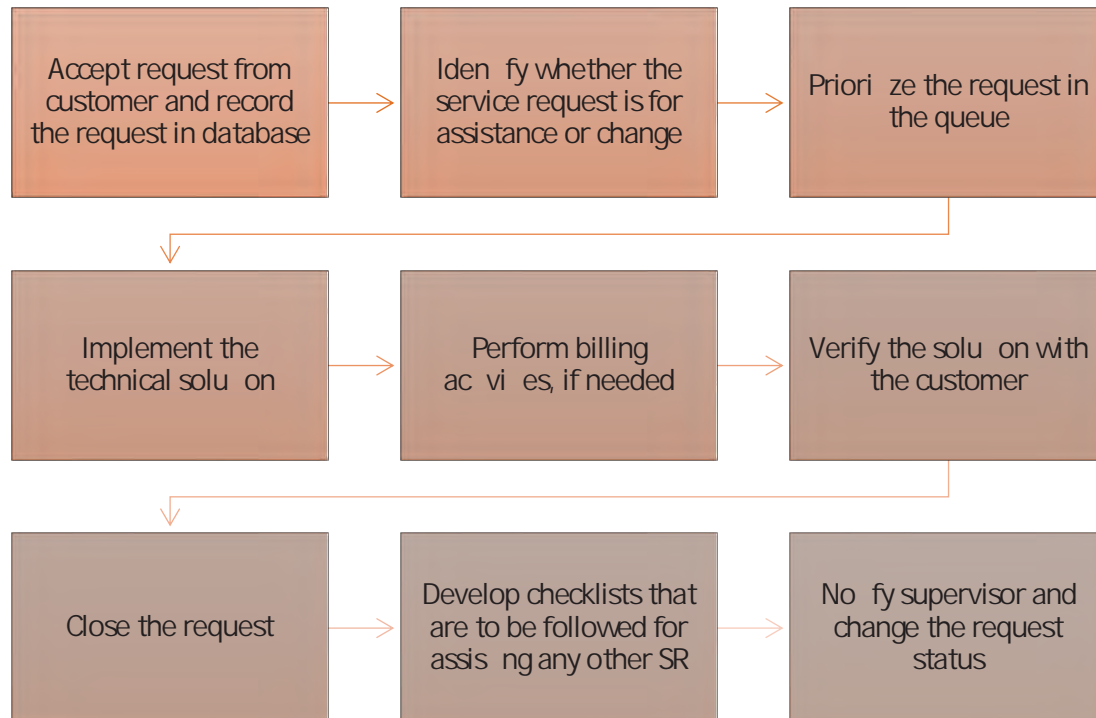 Accept request from
customer and record
the request in database
Iden fy whether the
service request is for
assistance or change
Priori ze the request in
the queue
Implement the
technical solu on
Perform billing
ac vi es, if needed
Verify the solu on with
the customer
Close the request
Develop checklists that
are to be followed for
assis ng any other SR
No fy supervisor and
change the request
status